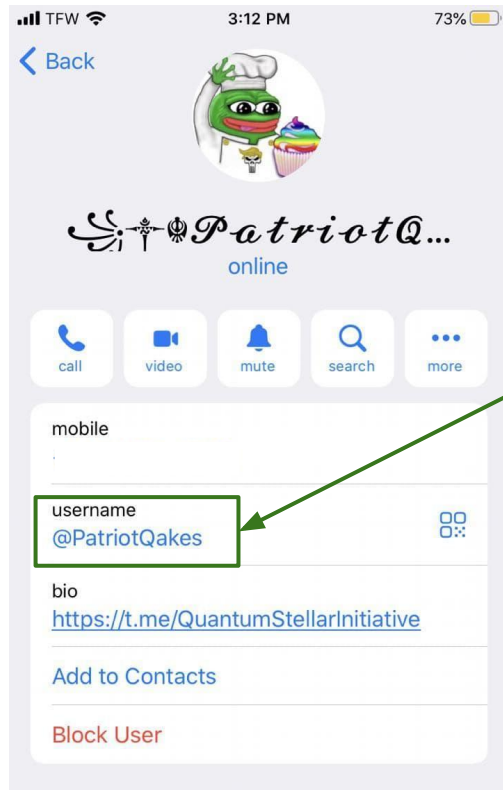 TFW 3:12 PM 73%
Back
PatriotQ...
online
call video mute search more
mobile
username
@PatriotQakes
bio
https://t.me/QuantumStellarInitiative
Add to Contacts
Block User